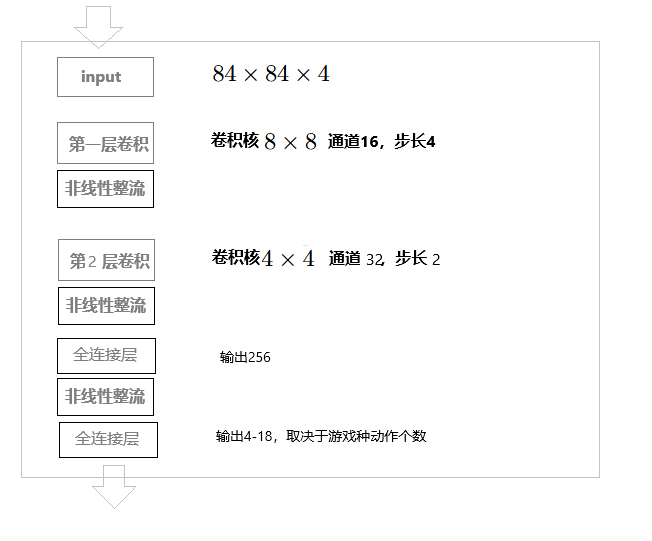 input 84 × 84 × 4
第一层卷积 卷积核 8 × 8 通道16，步长4
非线性整流
第2 层卷积 卷积核4 × 4 通道 32，步长 2
非线性整流
全连接层 输出256
非线性整流
全连接层 输出4-18，取决于游戏种动作个数